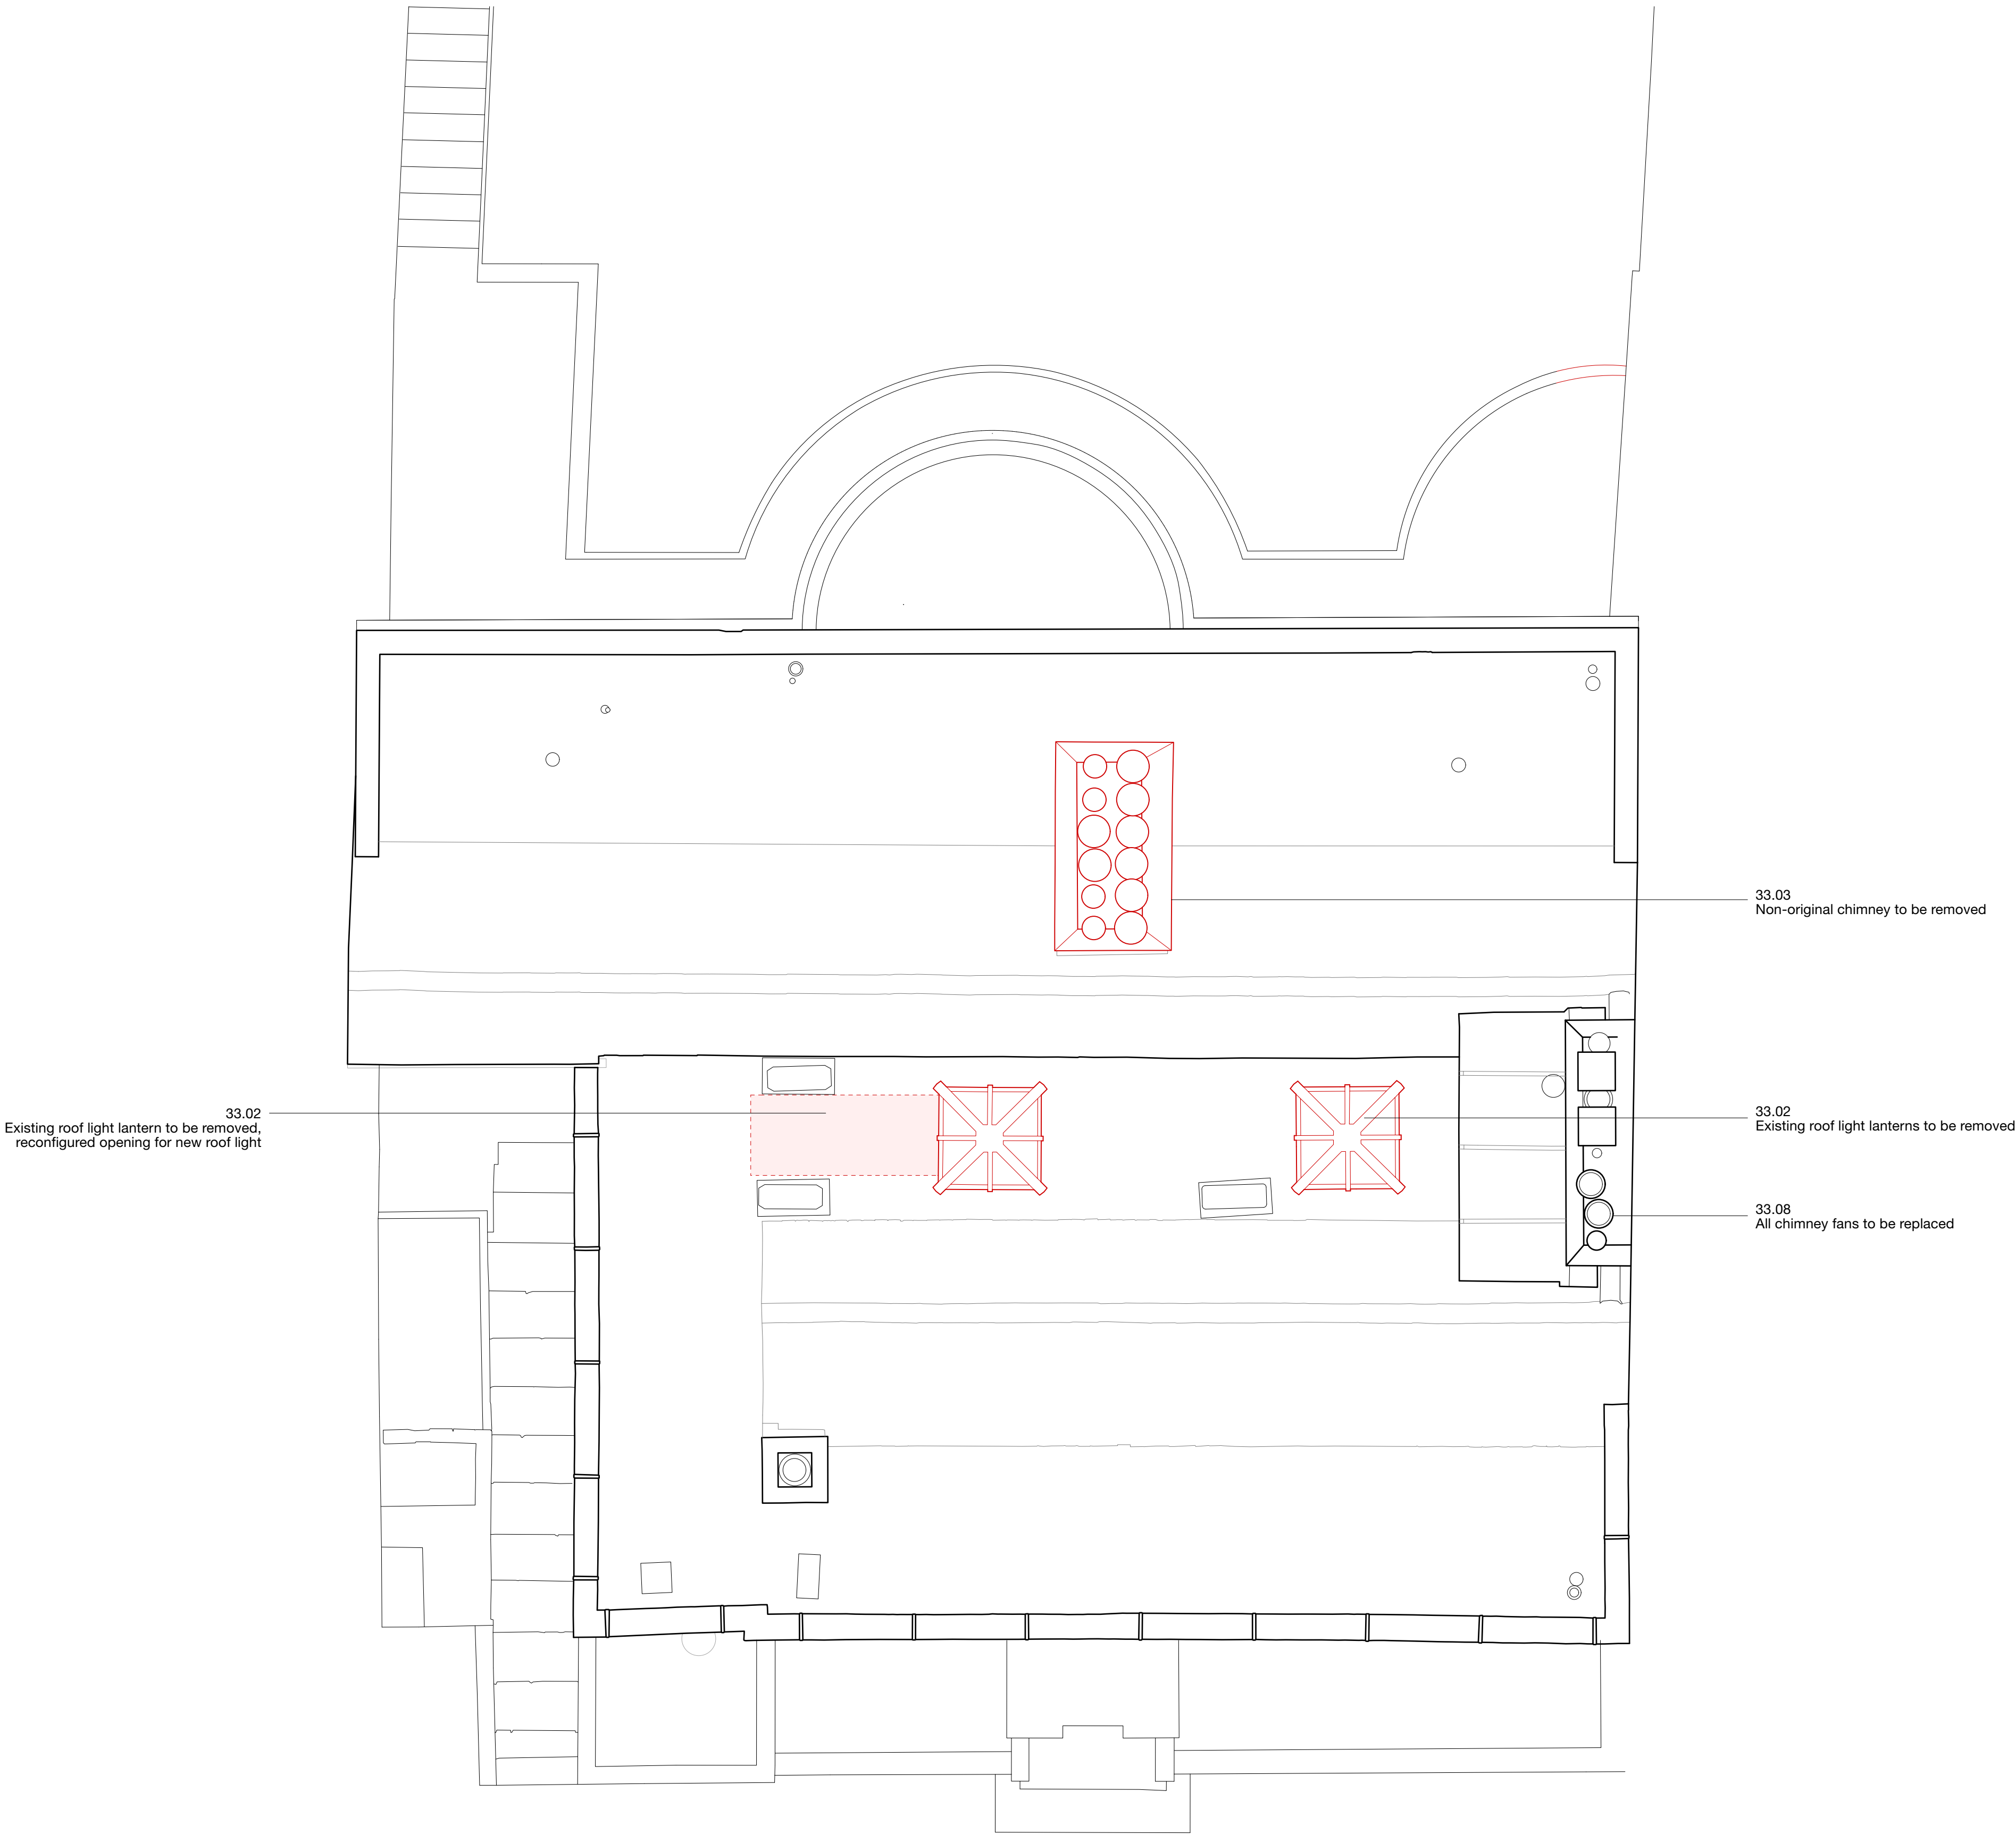 33.03
Non-original chimney to be removed
33.02
Existing roof light lantern to be removed,
reconfigured opening for new roof light
33.02
Existing roof light lanterns to be removed
33.08
All chimney fans to be replaced